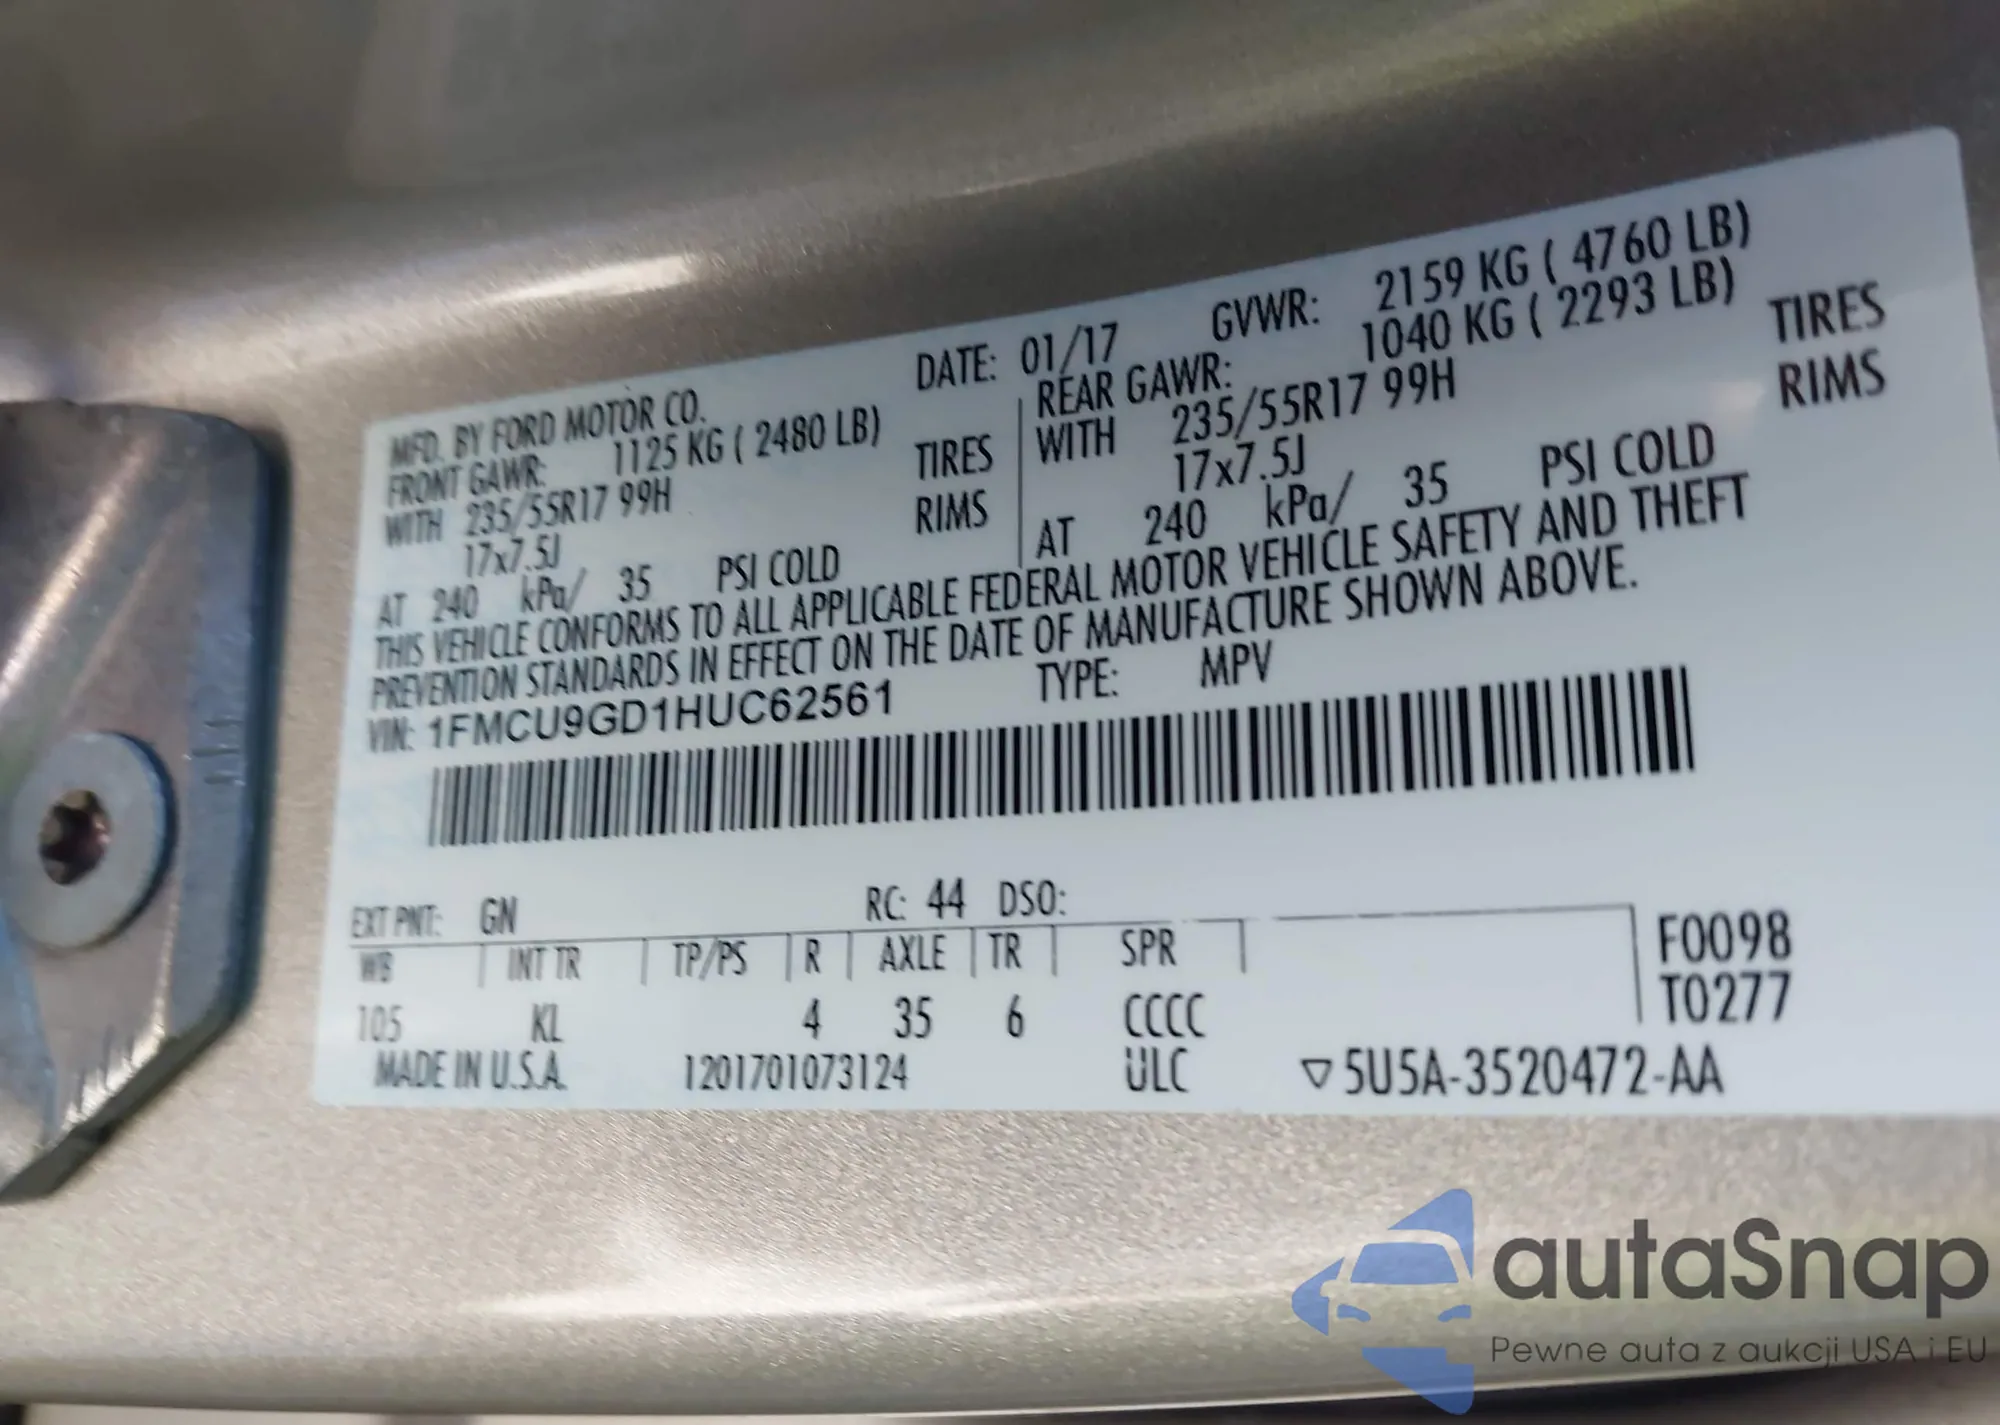 MFD. BY FORD MOTOR CO. DATE: 01/17 GVWR: 2159 KG ( 4760 LB)
FRONT GAWR: 1125 KG ( 2480 LB) REAR GAWR: 1040 KG ( 2293 LB)
WITH 235/55R17 99H TIRES WITH 235/55R17 99H TIRES
17x7.5J RIMS 17x7.5J RIMS
AT 240 kPa/ 35 PSI COLD AT 240 kPa/ 35 PSI COLD
THIS VEHICLE CONFORMS TO ALL APPLICABLE FEDERAL MOTOR VEHICLE SAFETY AND THEFT
PREVENTION STANDARDS IN EFFECT ON THE DATE OF MANUFACTURE SHOWN ABOVE.
VIN: 1FMCU9GD1HUC62561 TYPE: MPV
EXT PNT: GN RC: 44 DSO:
WB INT TR TP/PS R AXLE TR SPR F0098
105 KL 4 35 6 CCCC T0277
MADE IN U.S.A. 1201701073124 ULC ▽5U5A-3520472-AA
autaSnap
Pewne auta z aukcji USA i EU